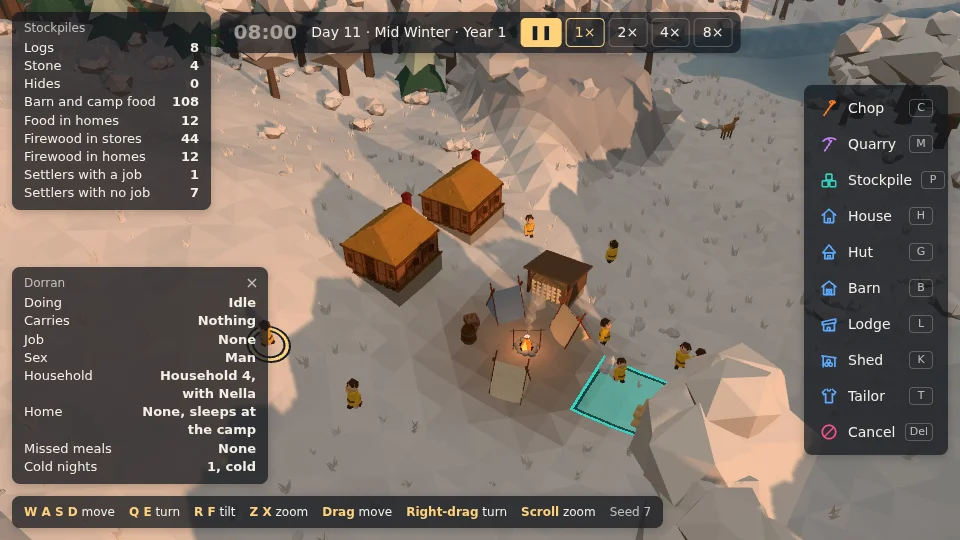 Stockpiles
Logs 8
Stone 4
Hides 0
Barn and camp food 108
Food in homes 12
Firewood in stores 44
Firewood in homes 12
Settlers with a job 1
Settlers with no job 7
08:00 Day 11 · Mid Winter · Year 1 1× 2× 4× 8×
Chop C
Quarry M
Stockpile P
House H
Hut G
Barn B
Lodge L
Shed K
Tailor T
Cancel Del
Dorran ×
Doing Idle
Carries Nothing
Job None
Sex Man
Household Household 4,
with Nella
Home None, sleeps at
the camp
Missed meals None
Cold nights 1, cold
W A S D move Q E turn R F tilt Z X zoom Drag move Right-drag turn Scroll zoom Seed 7